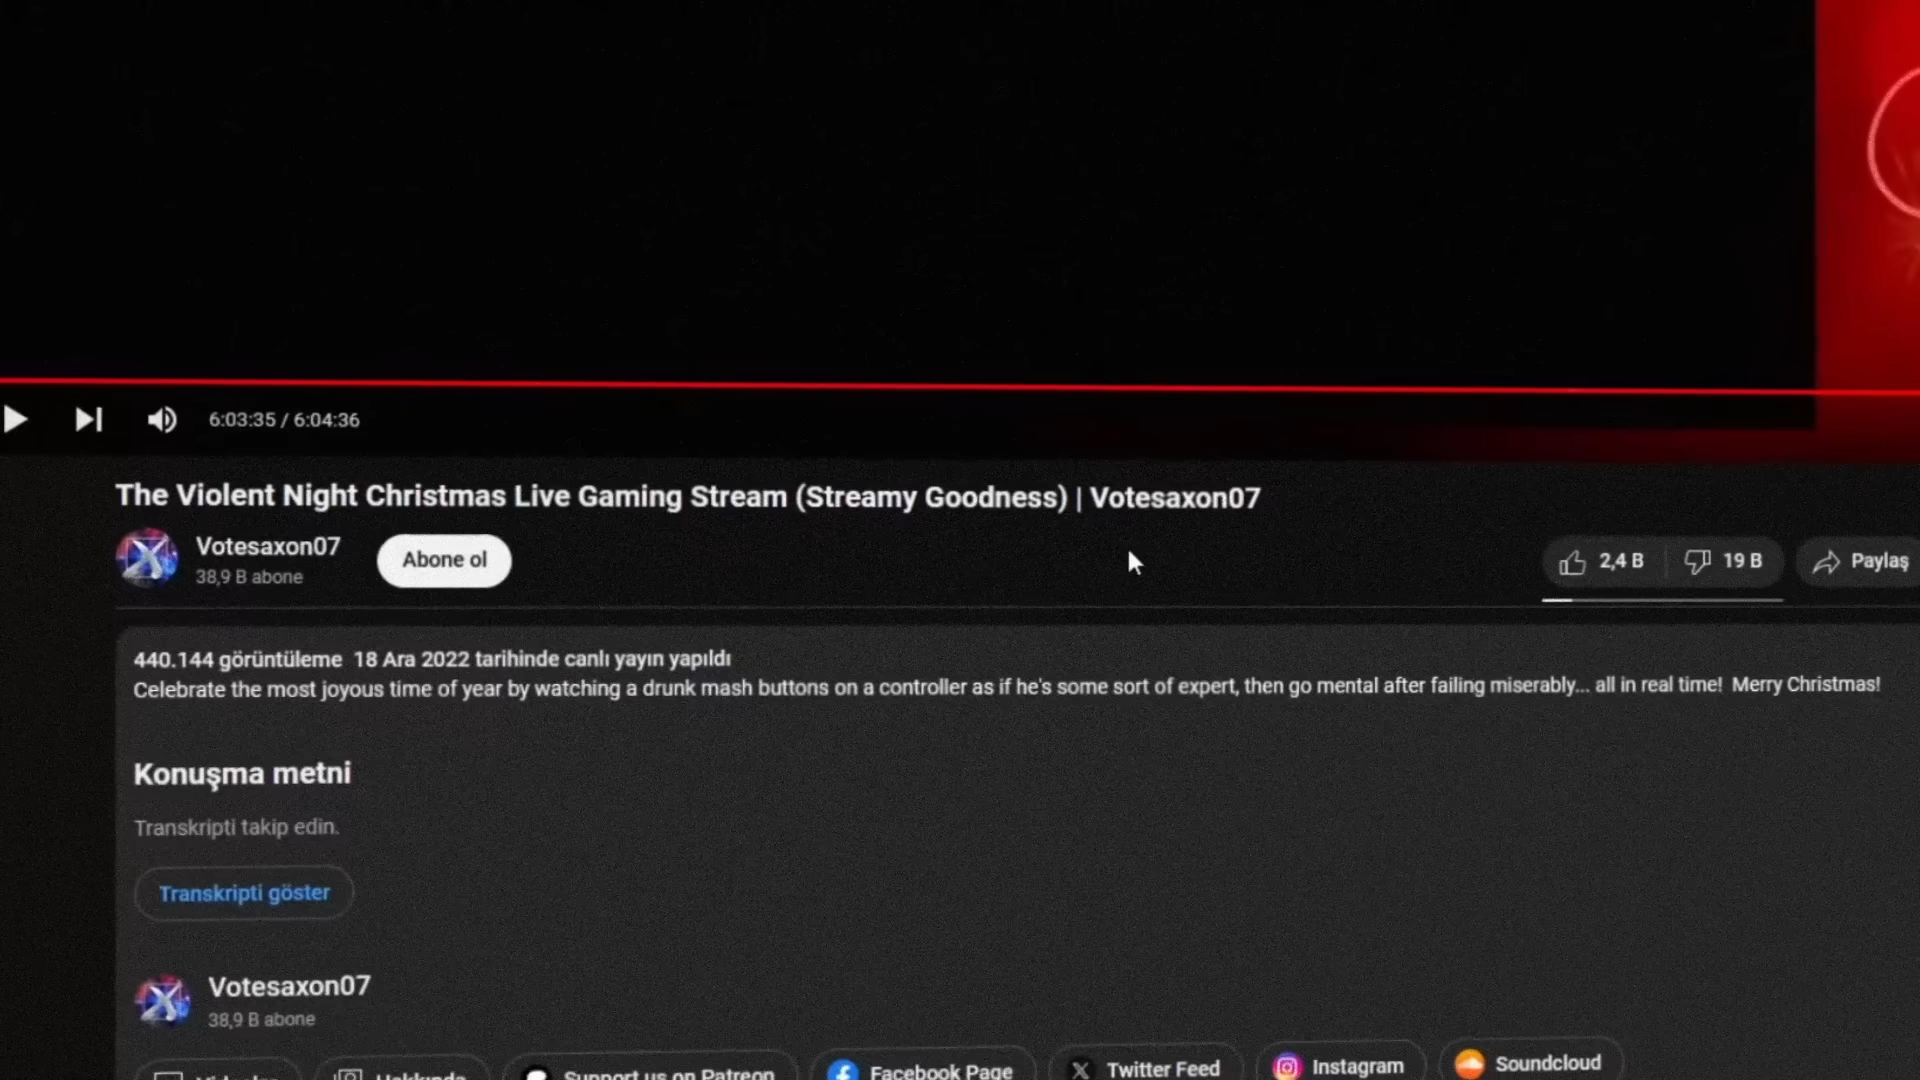 6:03:35 / 6:04:36
The Violent Night Christmas Live Gaming Stream (Streamy Goodness) | Votesaxon07
Votesaxon07
38,9 B abone
Abone ol
2,4 B
19 B
Paylaş
440.144 görüntüleme 18 Ara 2022 tarihinde canlı yayın yapıldı
Celebrate the most joyous time of year by watching a drunk mash buttons on a controller as if he's some sort of expert, then go mental after failing miserably... all in real time! Merry Christmas!
Konuşma metni
Transkripti takip edin.
Transkripti göster
Votesaxon07
38,9 B abone
Hakkında
Support us on Patreon
Facebook Page
Twitter Feed
Instagram
Soundcloud